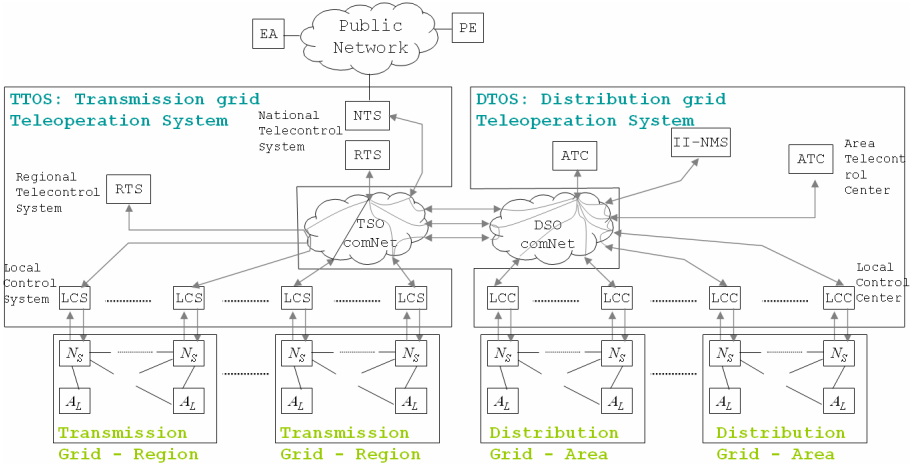 EA
Public
Network
PE
TTOS: Transmission grid
Teleoperation System
National
Telecontrol
System
NTS
RTS
Regional
Telecontrol
System
RTS
TSO
comNet
DTOS: Distribution grid
Teleoperation System
ATC
II-NMS
ATC
Area
Telecont
rol
Center
DSO
comNet
Local
Control
System
LCS
LCS
LCS
LCS
LCC
LCC
LCC
LCC
Local
Control
Center
NS
NS
NS
NS
NS
NS
NS
NS
AL
AL
AL
AL
AL
AL
AL
AL
Transmission
Grid - Region
Transmission
Grid - Region
Distribution
Grid - Area
Distribution
Grid - Area